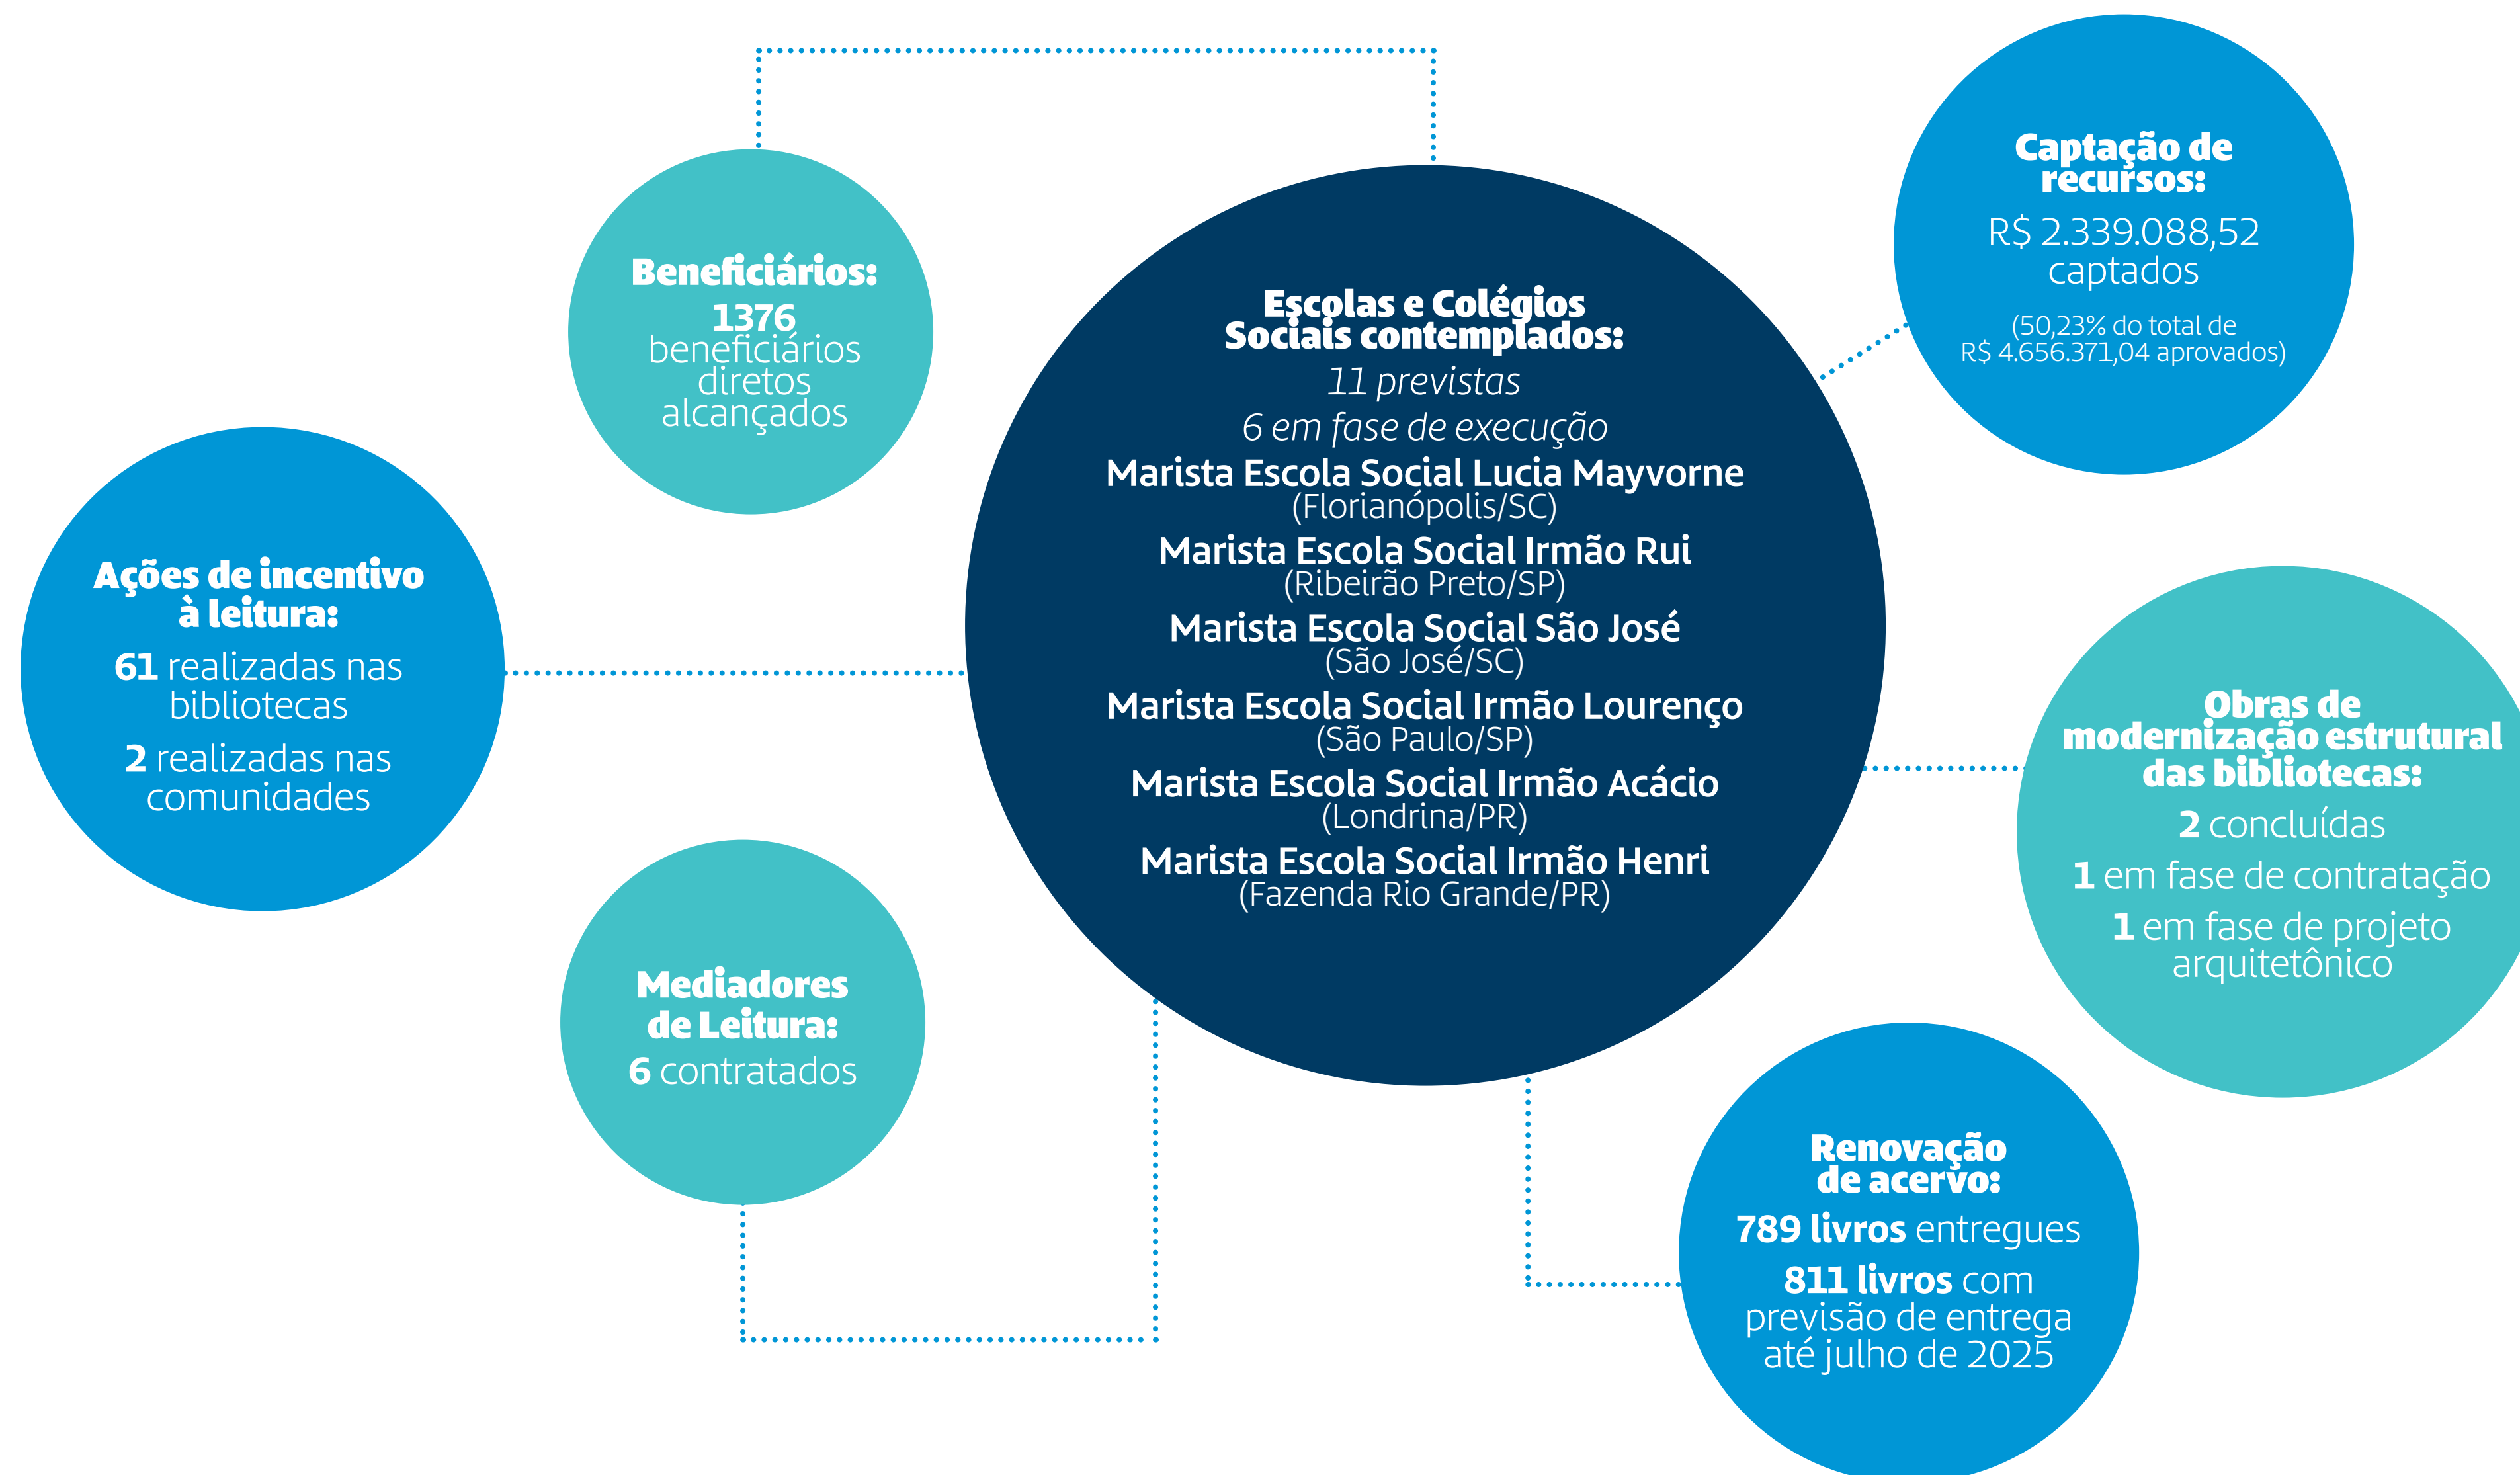 Beneficiários:
1376
beneficiários
diretos
alcançados
Ações de incentivo
à leitura:
61 realizadas nas
bibliotecas
2 realizadas nas
comunidades
Mediadores
de Leitura:
6 contratados
Escolas e Colégios
Sociais contemplados:
11 previstas
6 em fase de execução
Marista Escola Social Lucia Mayvorne
(Florianópolis/SC)
Marista Escola Social Irmão Rui
(Ribeirão Preto/SP)
Marista Escola Social São José
(São José/SC)
Marista Escola Social Irmão Lourenço
(São Paulo/SP)
Marista Escola Social Irmão Acácio
(Londrina/PR)
Marista Escola Social Irmão Henri
(Fazenda Rio Grande/PR)
Captação de
recursos:
R$ 2.339.088,52
captados
(50,23% do total de
R$ 4.656.371,04 aprovados)
Obras de
modernização estrutural
das bibliotecas:
2 concluídas
1 em fase de contratação
1 em fase de projeto
arquitetônico
Renovação
de acervo:
789 livros entregues
811 livros com
previsão de entrega
até julho de 2025